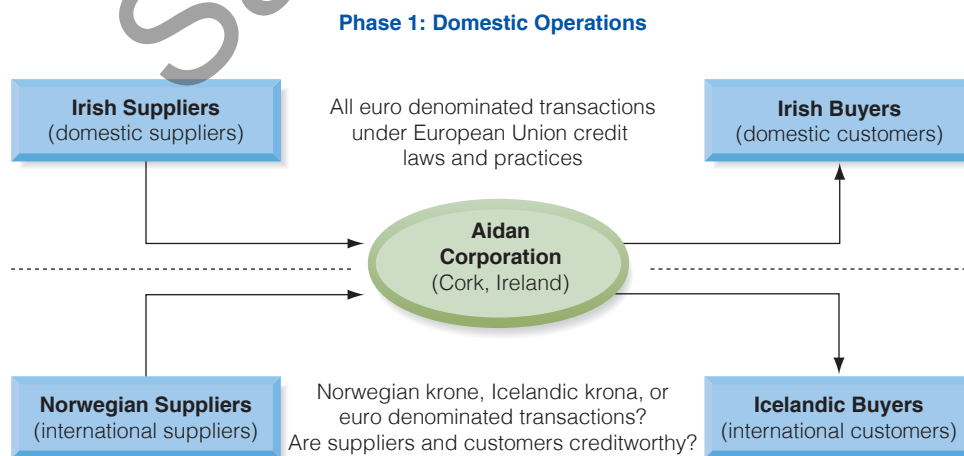 Phase 1: Domestic Operations
Irish Suppliers
(domestic suppliers)
All euro denominated transactions
under European Union credit
laws and practices
Irish Buyers
(domestic customers)
Aidan
Corporation
(Cork, Ireland)
Norwegian Suppliers
(international suppliers)
Norwegian krone, Icelandic krona, or
euro denominated transactions?
Are suppliers and customers creditworthy?
Icelandic Buyers
(international customers)